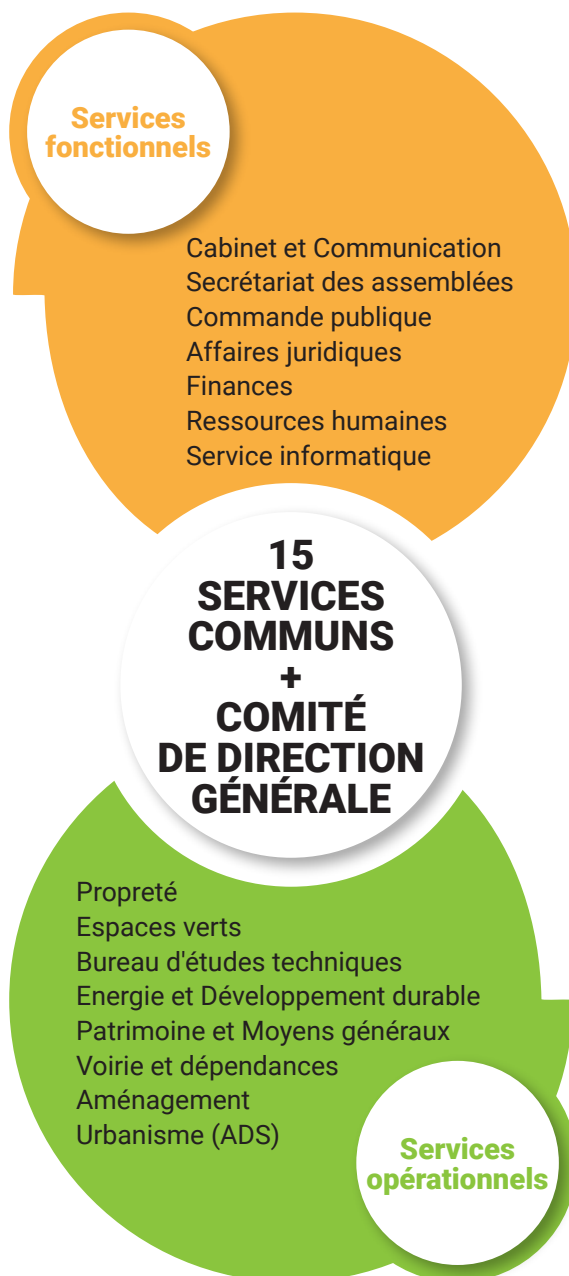 Services
fonctionnels
Cabinet et Communication
Secrétariat des assemblées
Commande publique
Affaires juridiques
Finances
Ressources humaines
Service informatique
15
SERVICES
COMMUNS
+
COMITÉ
DE DIRECTION
GÉNÉRALE
Propreté
Espaces verts
Bureau d'études techniques
Energie et Développement durable
Patrimoine et Moyens généraux
Voirie et dépendances
Aménagement
Urbanisme (ADS)
Services
opérationnels